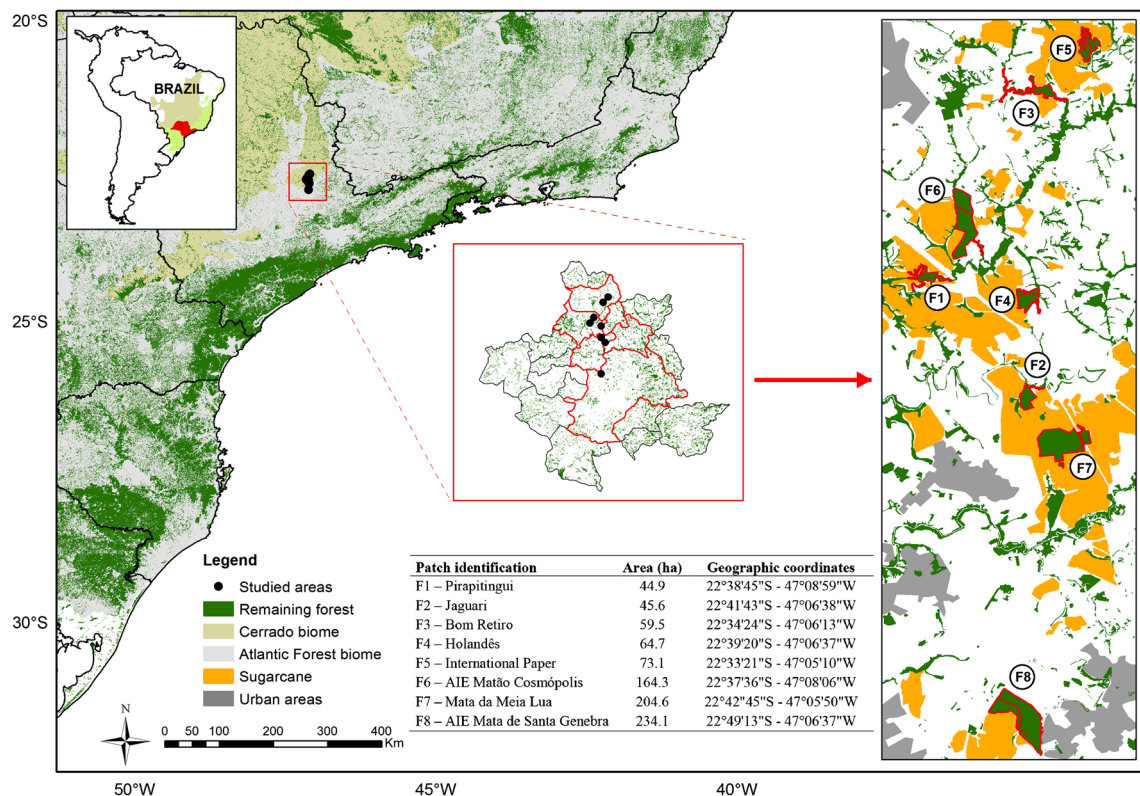 20°S
25°S
30°S
50°W
45°W
40°W
BRAZIL
F5
F3
F6
F1
F4
F2
F7
F8
Legend
Studied areas
Remaining forest
Cerrado biome
Atlantic Forest biome
Sugarcane
Urban areas
N
0 50 100 200 300 400
Km
Patch identification Area (ha) Geographic coordinates
F1 – Pirapitingui 44.9 22°38'45"S - 47°08'59"W
F2 – Jaguari 45.6 22°41'43"S - 47°06'38"W
F3 – Bom Retiro 59.5 22°34'24"S - 47°06'13"W
F4 – Holandês 64.7 22°39'20"S - 47°06'37"W
F5 – International Paper 73.1 22°33'21"S - 47°05'10"W
F6 – AIE Matão Cosmópolis 164.3 22°37'36"S - 47°08'06"W
F7 – Mata da Meia Lua 204.6 22°42"45"S - 47°05'50"W
F8 – AIE Mata de Santa Genebra 234.1 22°49'13"S - 47°06'37"W